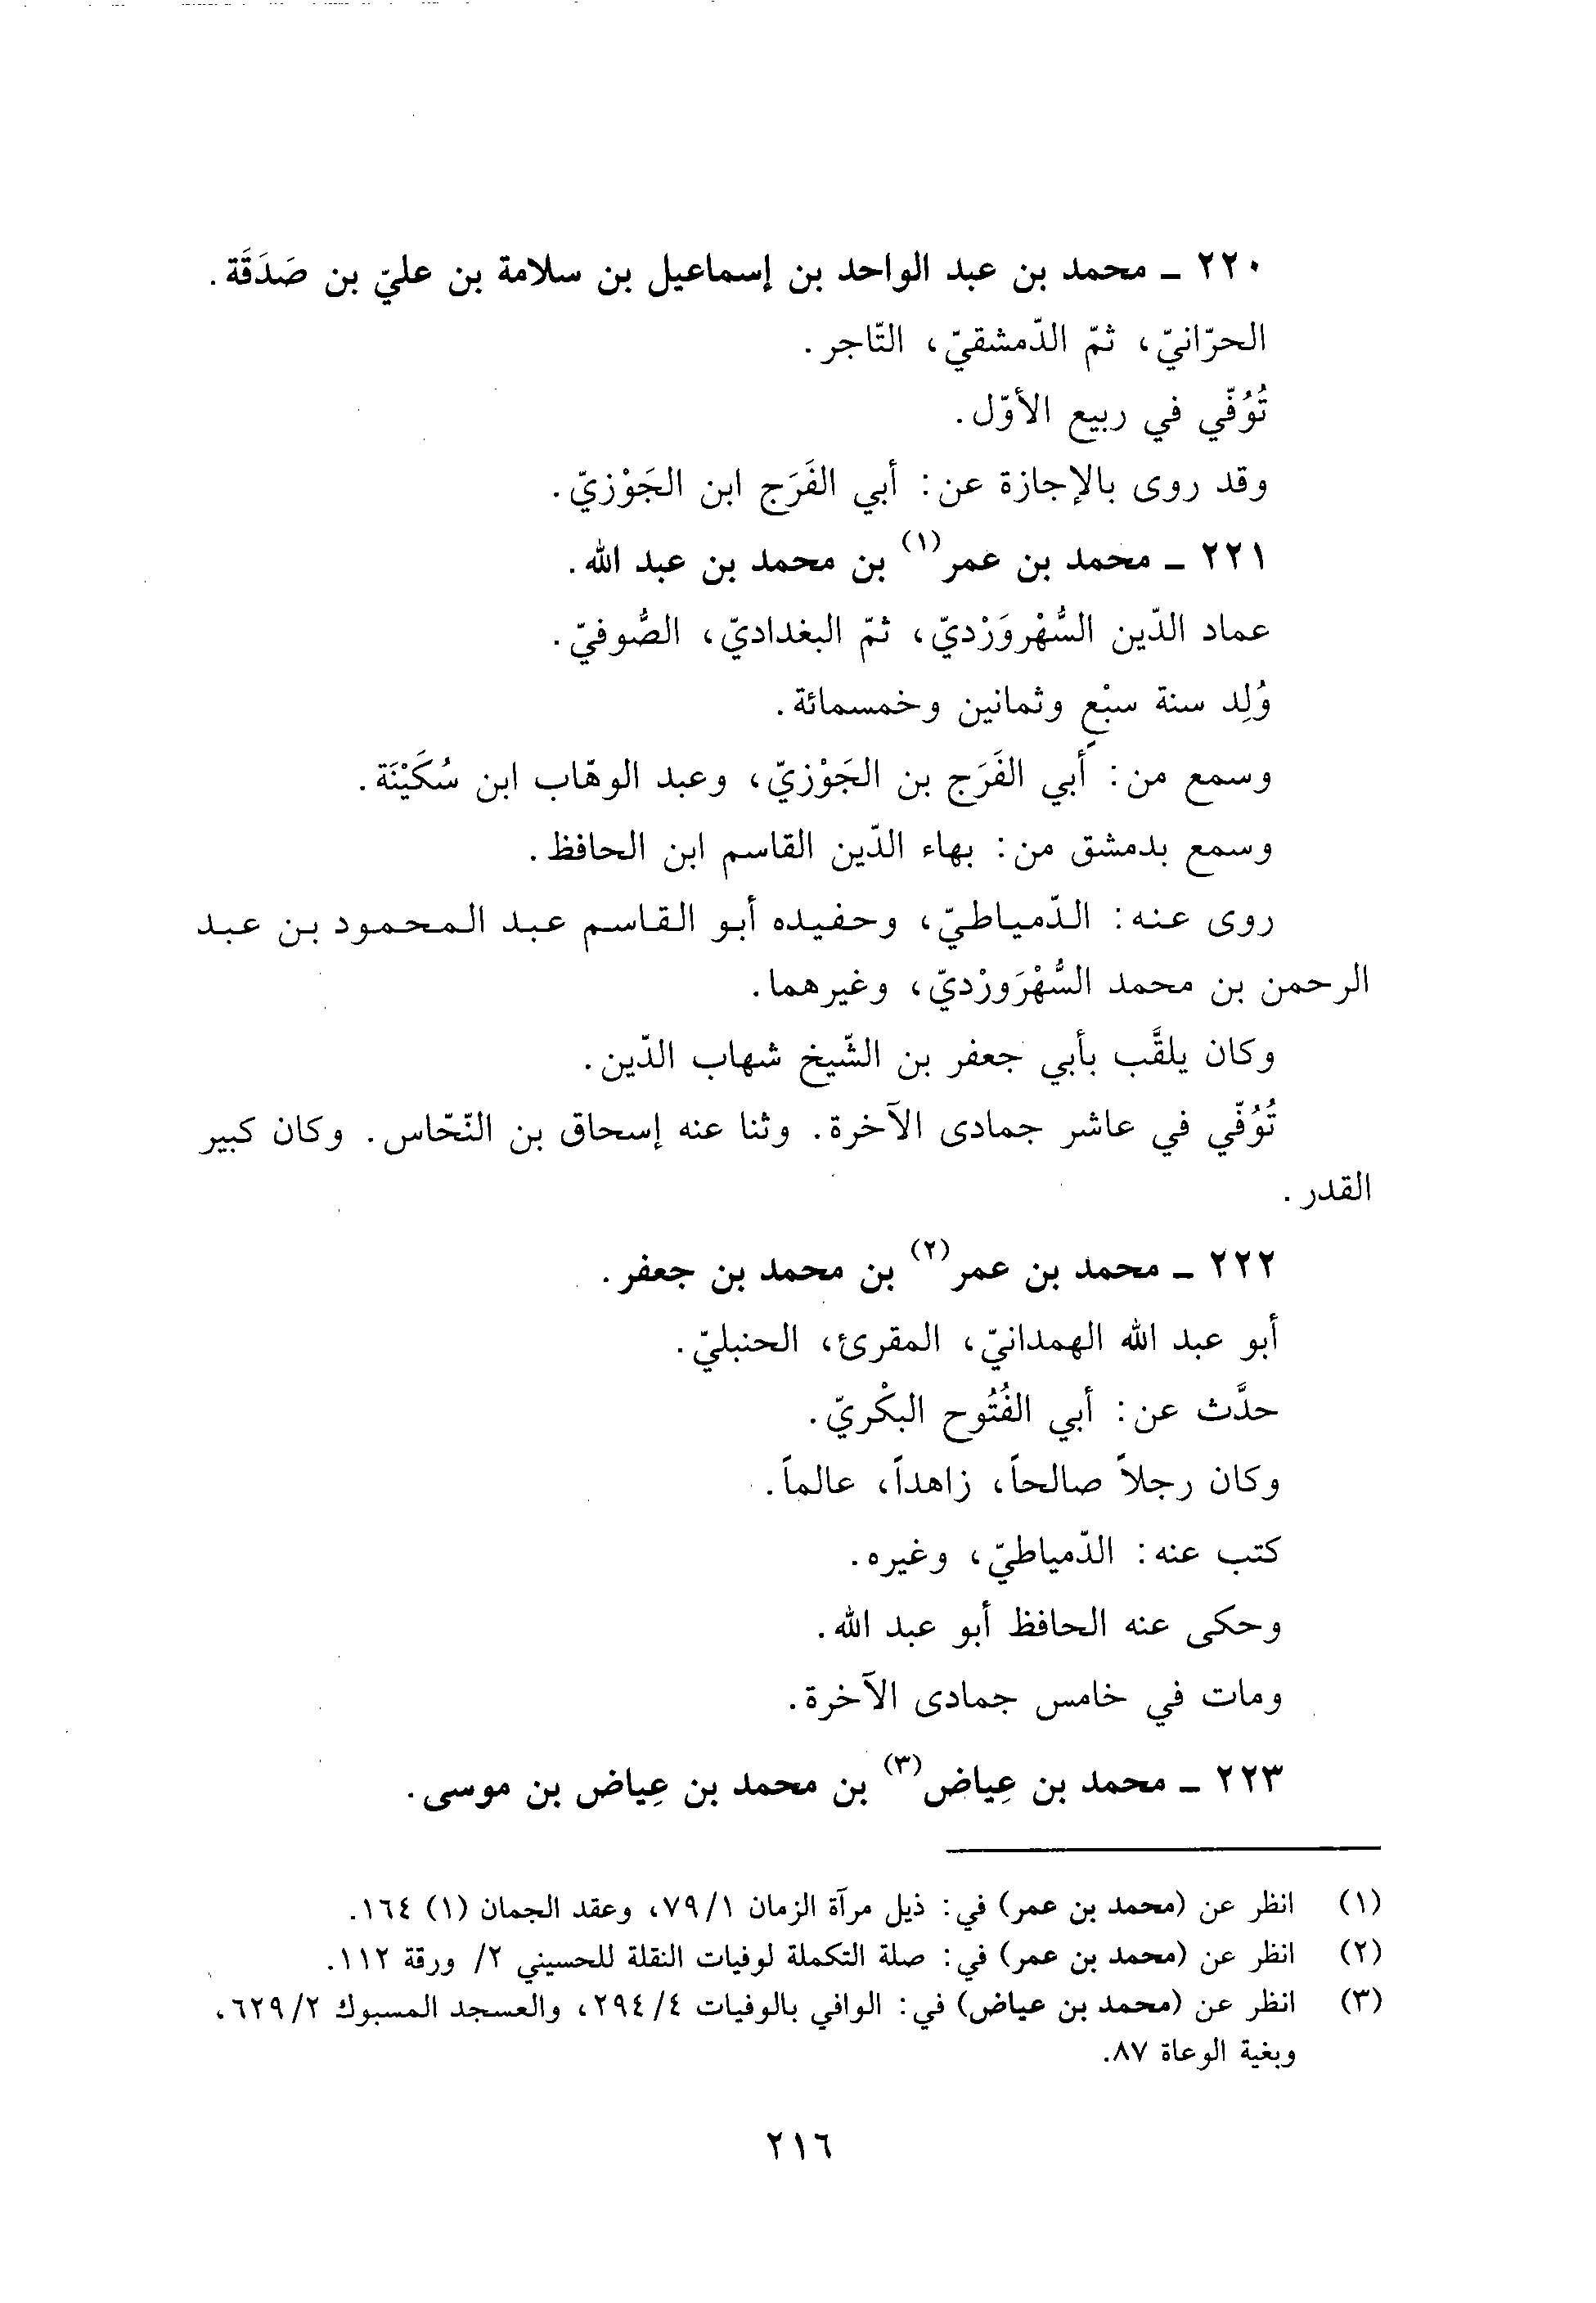 ٢٢٠ ـ محمد بن عبد الواحد بن إسماعيل بن سلامة بن عليّ بن صَدَقَة.
الحرّانيّ، ثمّ الدّمشقيّ، التّاجر.
تُوُفّي في ربيع الأوّل.
وقد روى بالإجازة عن: أبي الفَرَج ابن الجَوْزيّ.
٢٢١ ـ محمد بن عمر(١) بن محمد بن عبد الله.
عماد الدّين السُّهْروَرْديّ، ثمّ البغداديّ، الصُّوفيّ.
وُلِد سنة سبْعٍ وثمانين وخمسمائة.
وسمع من: أبي الفَرَج بن الجَوْزيّ، وعبد الوهّاب ابن سُكَيْنَة.
وسمع بدمشق من: بهاء الدّين القاسم ابن الحافظ.
روى عنه: الدّمياطيّ، وحفيده أبو القاسم عبد المحمود بن عبد
الرحمن بن محمد السُّهْرَورْديّ، وغيرهما.
وكان يلقَّب بأبي جعفر بن الشّيخ شهاب الدّين.
تُوُفّي في عاشر جمادى الآخرة. وثنا عنه إسحاق بن النّحّاس. وكان كبير
القدر.
٢٢٢ ـ محمد بن عمر(٢) بن محمد بن جعفر.
أبو عبد الله الهمدانيّ، المقرئ، الحنبليّ.
حدَّث عن: أبي الفُتُوح البكْريّ.
وكان رجلاً صالحاً، زاهداً، عالماً.
كتب عنه: الدّمياطيّ، وغيره.
وحكى عنه الحافظ أبو عبد الله.
ومات في خامس جمادى الآخرة.
٢٢٣ ـ محمد بن عِياض(٣) بن محمد بن عِياض بن موسى.
(١) انظر عن (محمد بن عمر) في: ذيل مرآة الزمان ٧٩/١، وعقد الجمان (١) ١٦٤.
(٢) انظر عن (محمد بن عمر) في: صلة التكملة لوفيات النقلة للحسيني ٢/ ورقة ١١٢.
(٣) انظر عن (محمد بن عياض) في: الوافي بالوفيات ٢٩٤/٤، والعسجد المسبوك ٦٢٩/٢،
وبغية الوعاة ٨٧.
٢١٦